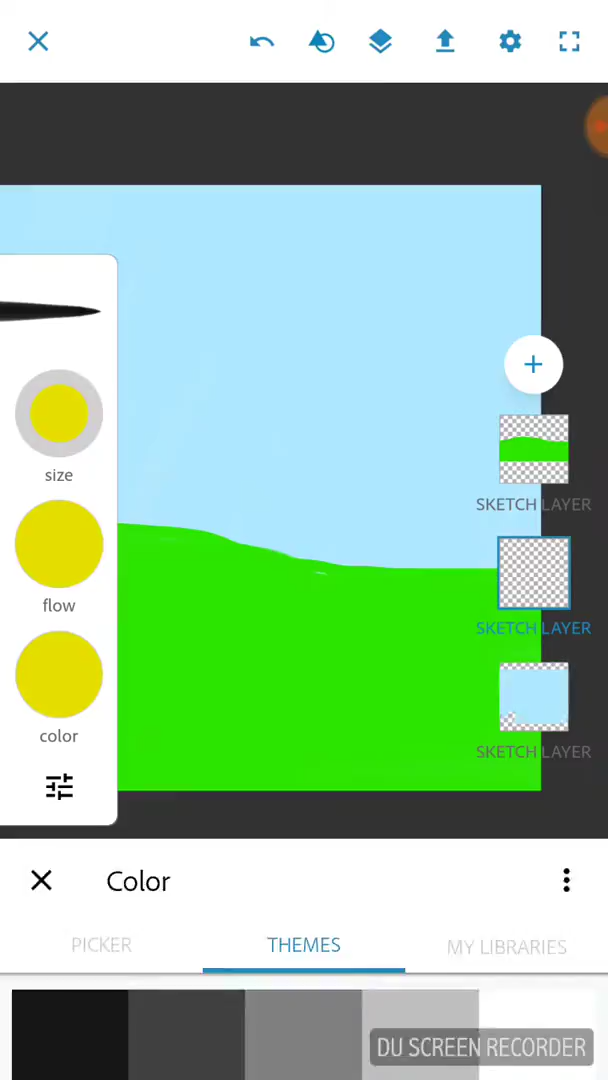 size
SKETCH LAYER
flow
SKETCH LAYER
color
SKETCH LAYER
Color
PICKER THEMES MY LIBRARIES
DU SCREEN RECORDER